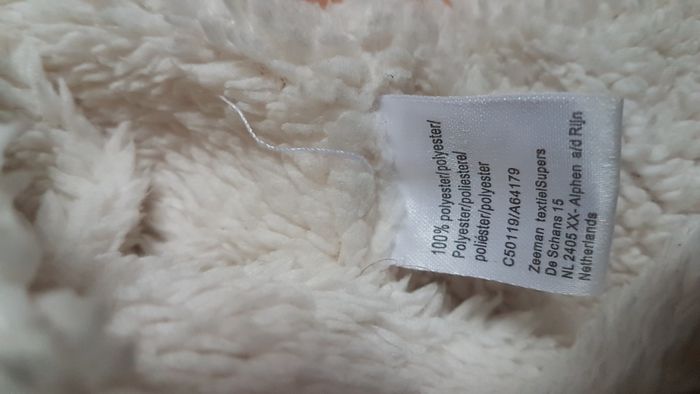 100% polyester/polyester/
Polyester/poliestere/
poliéster/polyester
C50119/A64179
Zeeman textielSupers
De Schans 15
NL 2405 XX- Alphen a/d Rijn
Netherlands